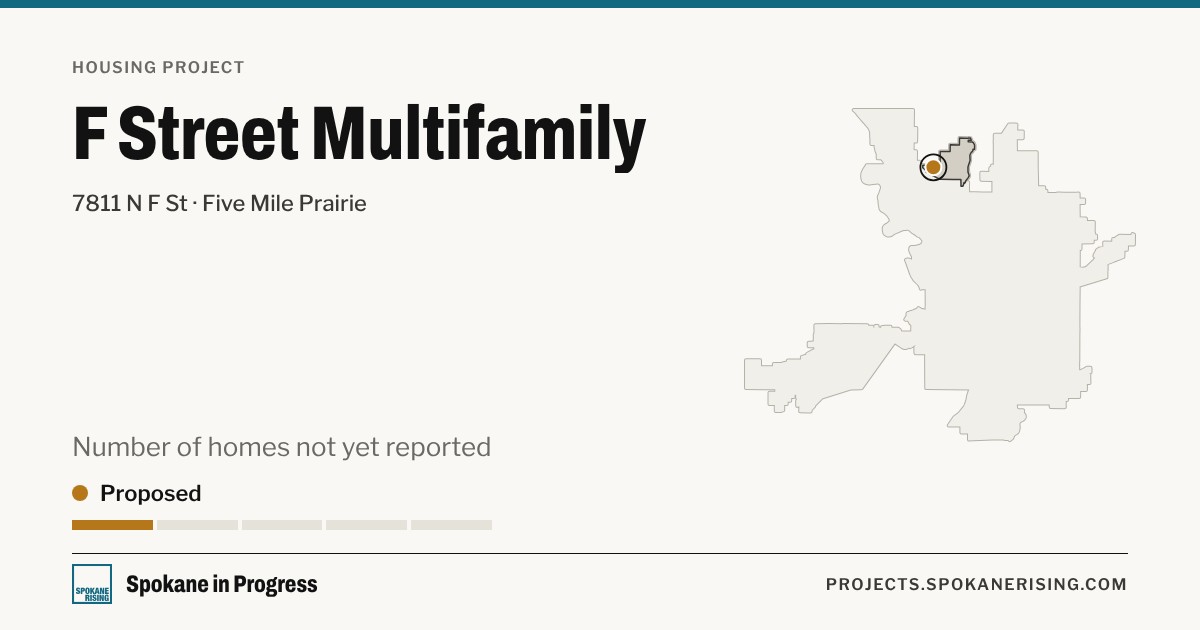 HOUSING PROJECT
F Street Multifamily
7811 N F St · Five Mile Prairie
Number of homes not yet reported
Proposed
SPOKANE
RISING
Spokane in Progress
PROJECTS.SPOKANERISING.COM